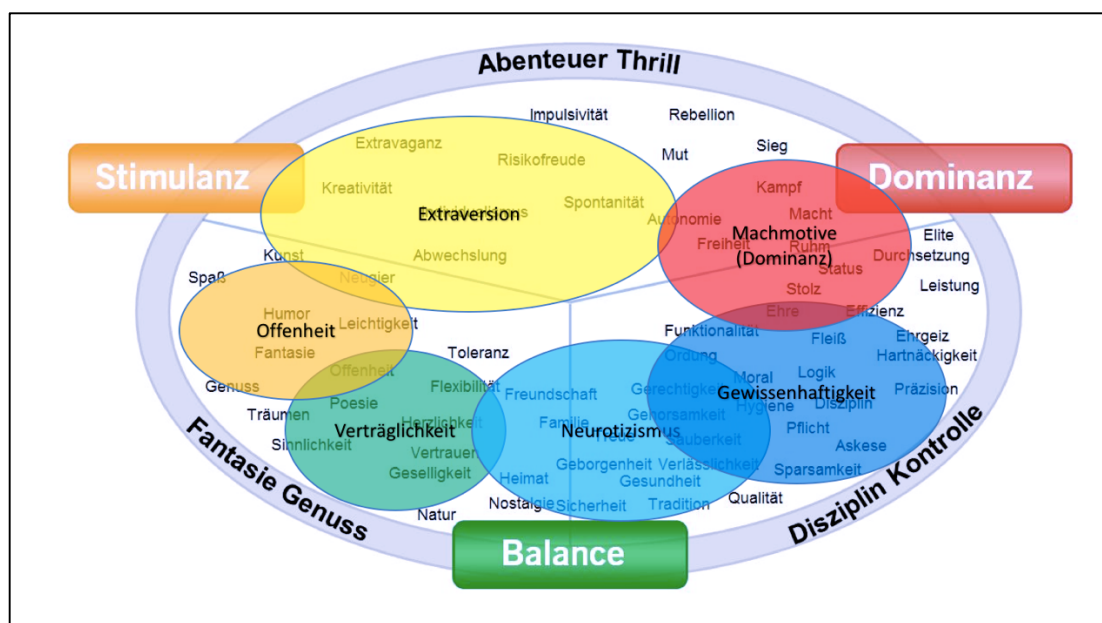 Abenteuer Thrill
Impulsivität
Rebellion
Extravaganz
Risikofreude
Mut
Sieg
Stimulanz
Dominanz
Kreativität
Kampf
Spontanität
Individualismus
Extraversion
Autonomie
Macht
Machmotive
(Dominanz)
Freiheit
Ruhm
Elite
Durchsetzung
Kunst
Abwechslung
Status
Spaß
Neugier
Stolz
Leistung
Humor
Leichtigkeit
Offenheit
Ehre
Effizienz
Funktionalität
Fleiß
Ehrgeiz
Fantasie
Toleranz
Ordung
Hartnäckigkeit
Offenheit
Moral
Logik
Genuss
Flexibilität
Freundschaft
Gerechtigkeit
Gewissenhaftigkeit
Präzision
Poesie
Hygiene
Disziplin
Träumen
Herzlichkeit
Familie
Gehorsamkeit
Pflicht
Verträglichkeit
Neurotizismus
Treue
Sauberkeit
Sinnlichkeit
Vertrauen
Askese
Geselligkeit
Geborgenheit
Verlässlichkeit
Sparsamkeit
Heimat
Gesundheit
Nostalgie
Sicherheit
Tradition
Qualität
Natur
Fantasie Genuss
Disziplin Kontrolle
Balance